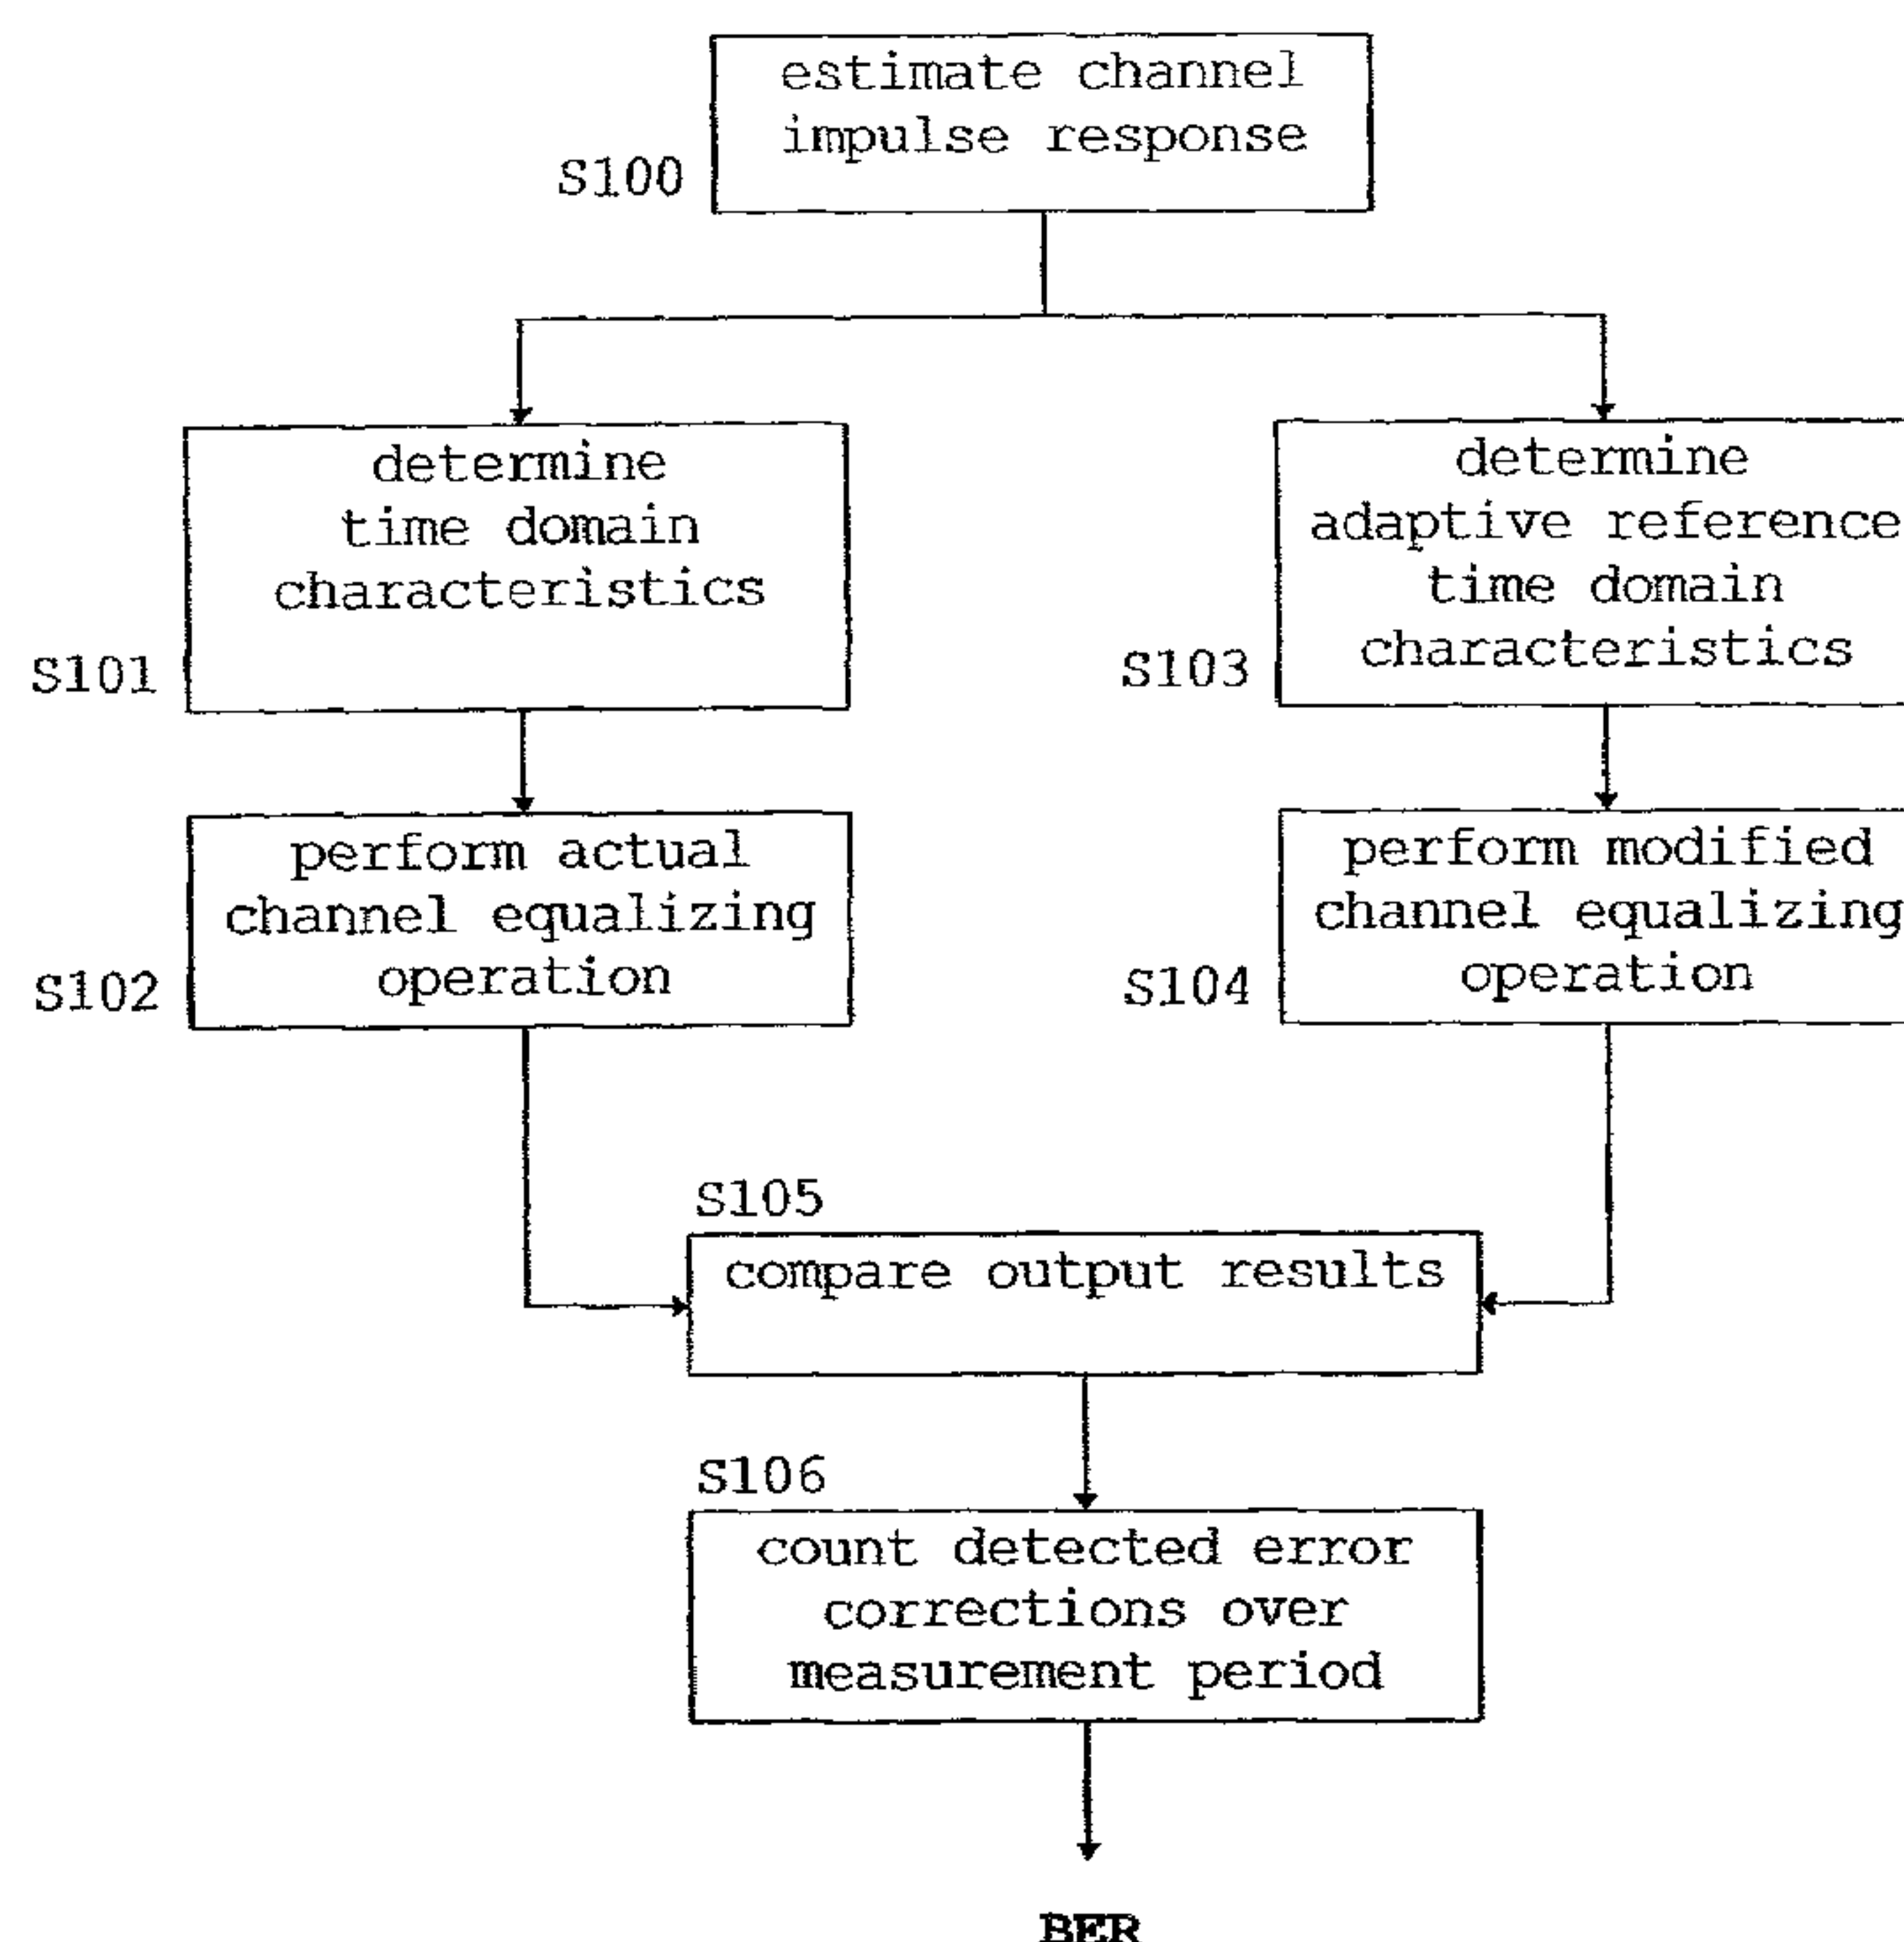 estimate channel
impulse response
S100
determine
time domain
characteristics
S101
determine
adaptive reference
time domain
characteristics
S103
perform actual
channel equalizing
operation
S102
perform modified
channel equalizing
operation
S104
S105
compare output results
S106
count detected error
corrections over
measurement period
BER